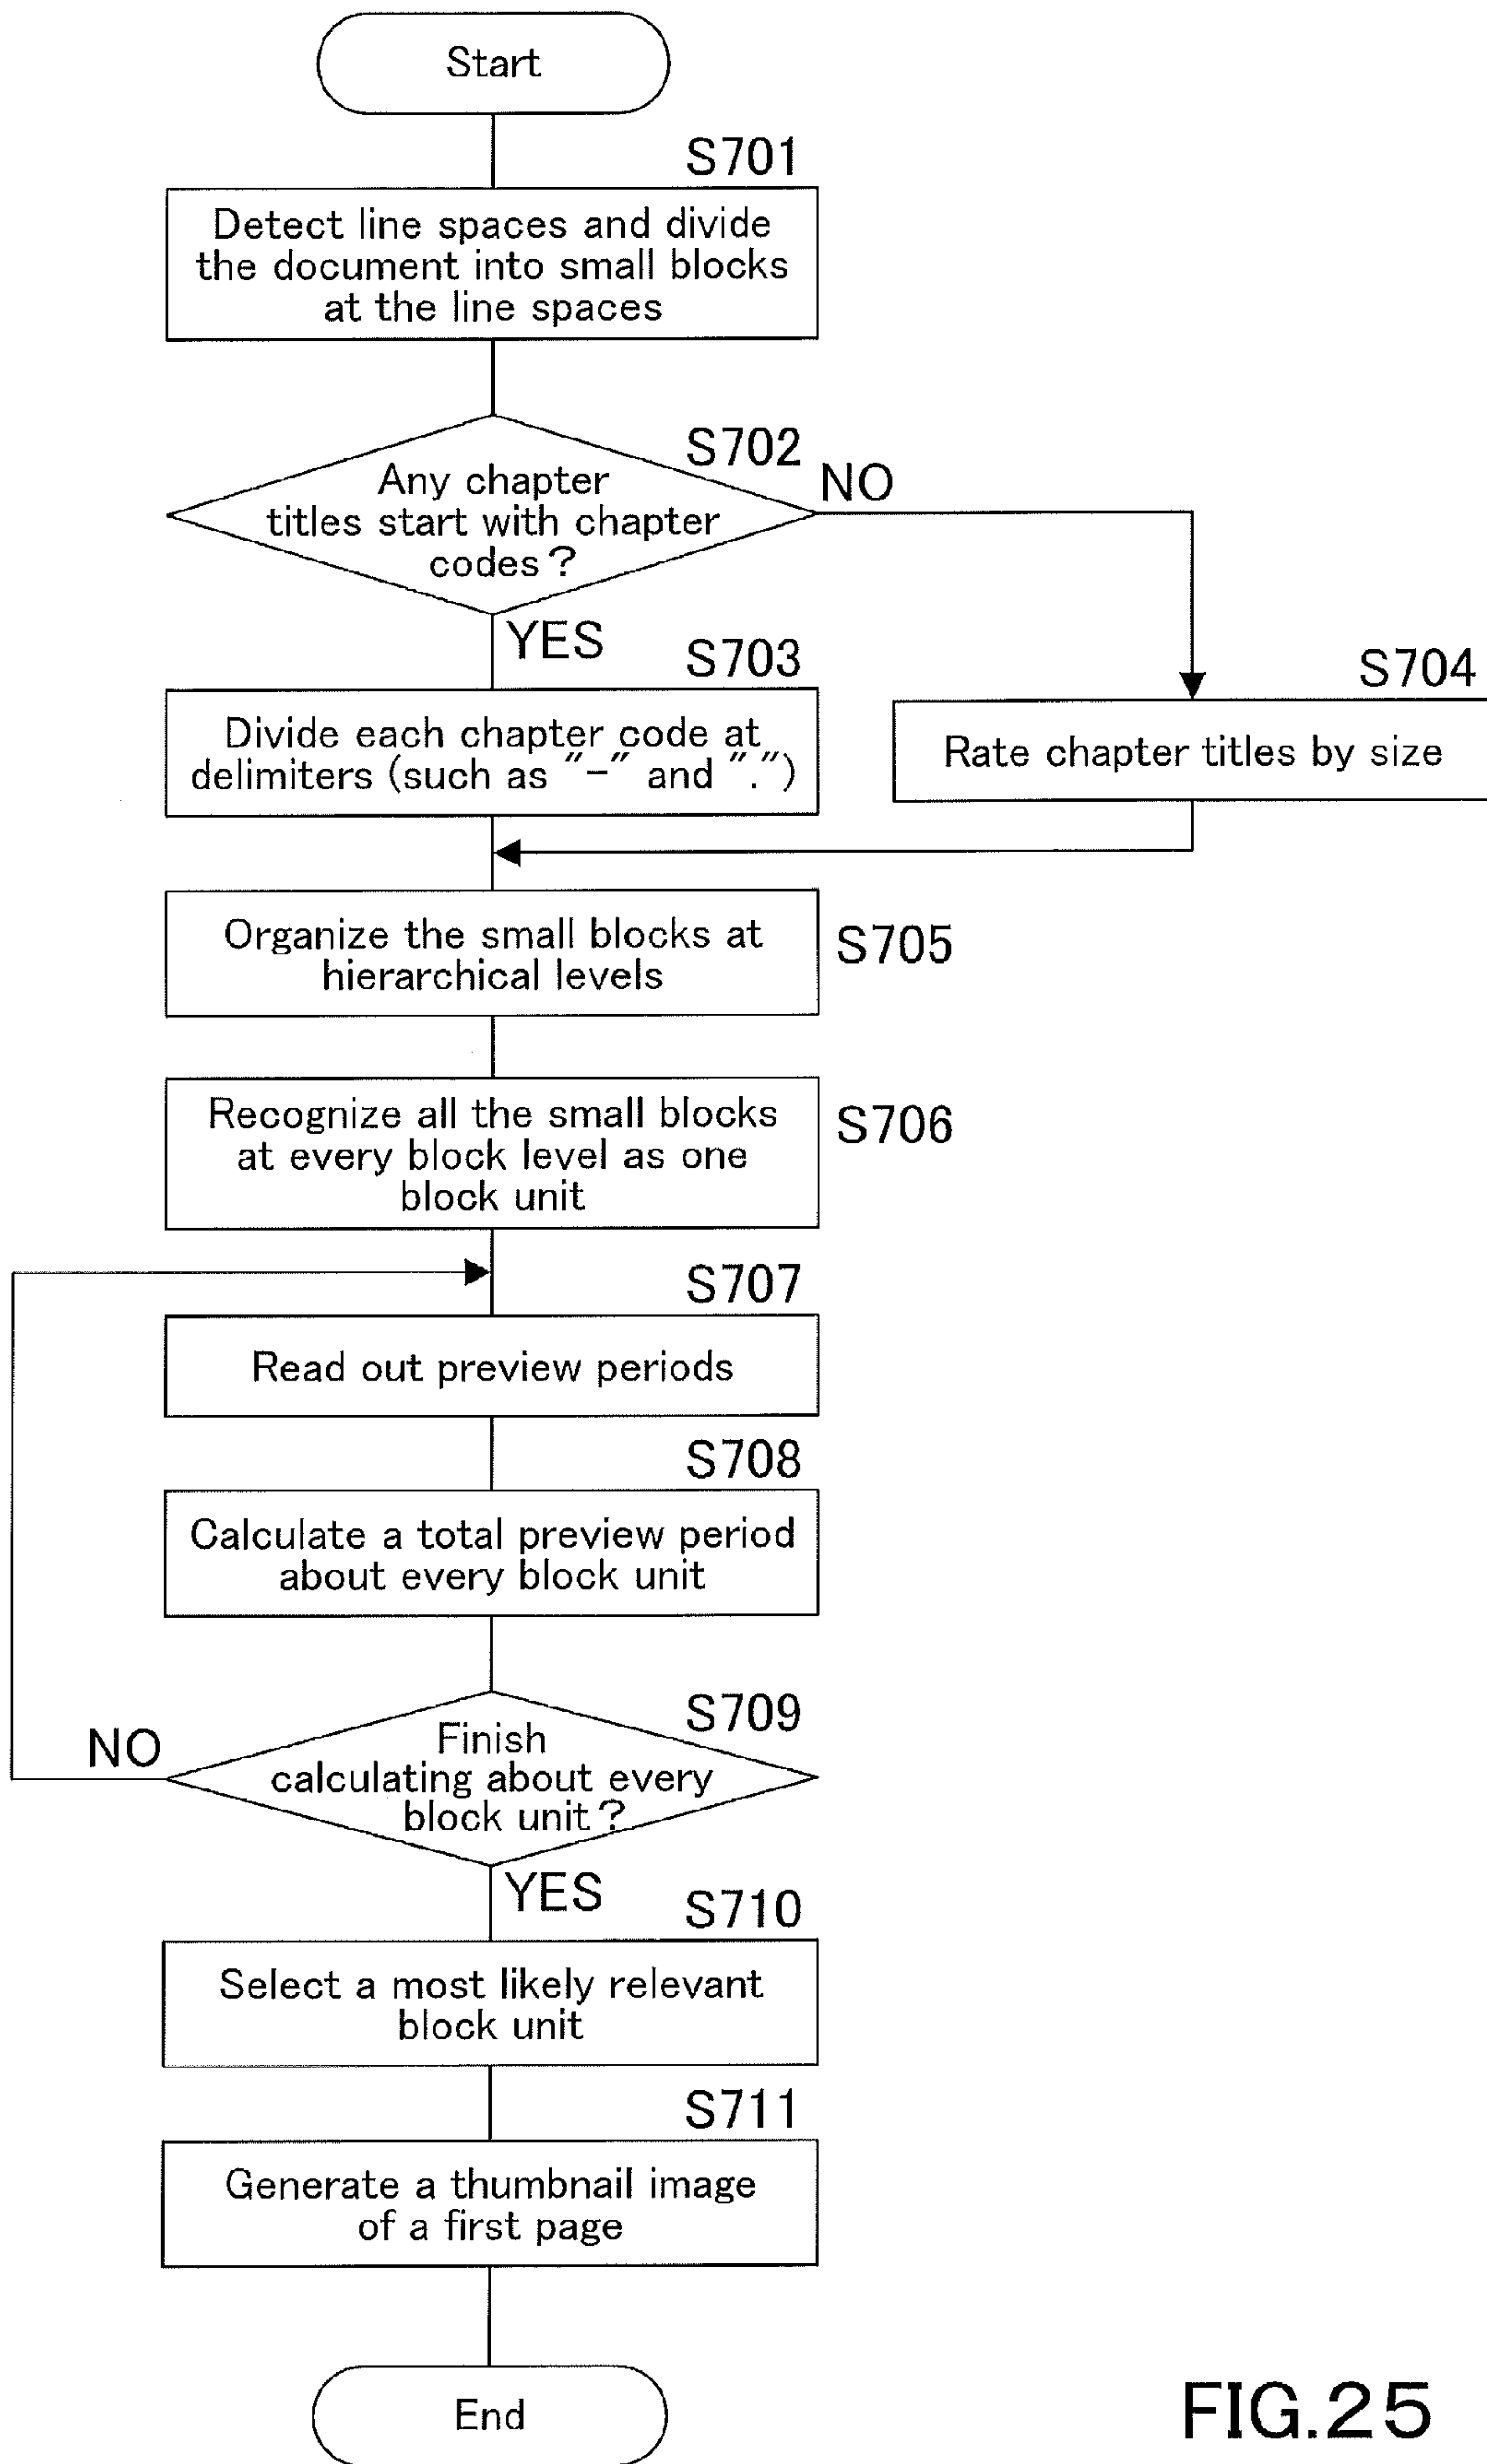 Start
S701
Detect line spaces and divide
the document into small blocks
at the line spaces
S702
Any chapter
titles start with chapter
codes?
NO
YES
S703
Divide each chapter code at
delimiters (such as "-" and ".")
S704
Rate chapter titles by size
Organize the small blocks at
hierarchical levels
S705
Recognize all the small blocks
at every block level as one
block unit
S706
S707
Read out preview periods
S708
Calculate a total preview period
about every block unit
S709
Finish
calculating about every
block unit?
NO
YES
S710
Select a most likely relevant
block unit
S711
Generate a thumbnail image
of a first page
End
FIG.25